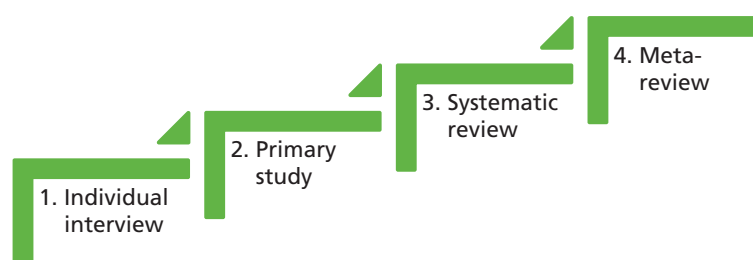 1. Individual
interview
2. Primary
study
3. Systematic
review
4. Meta-
review